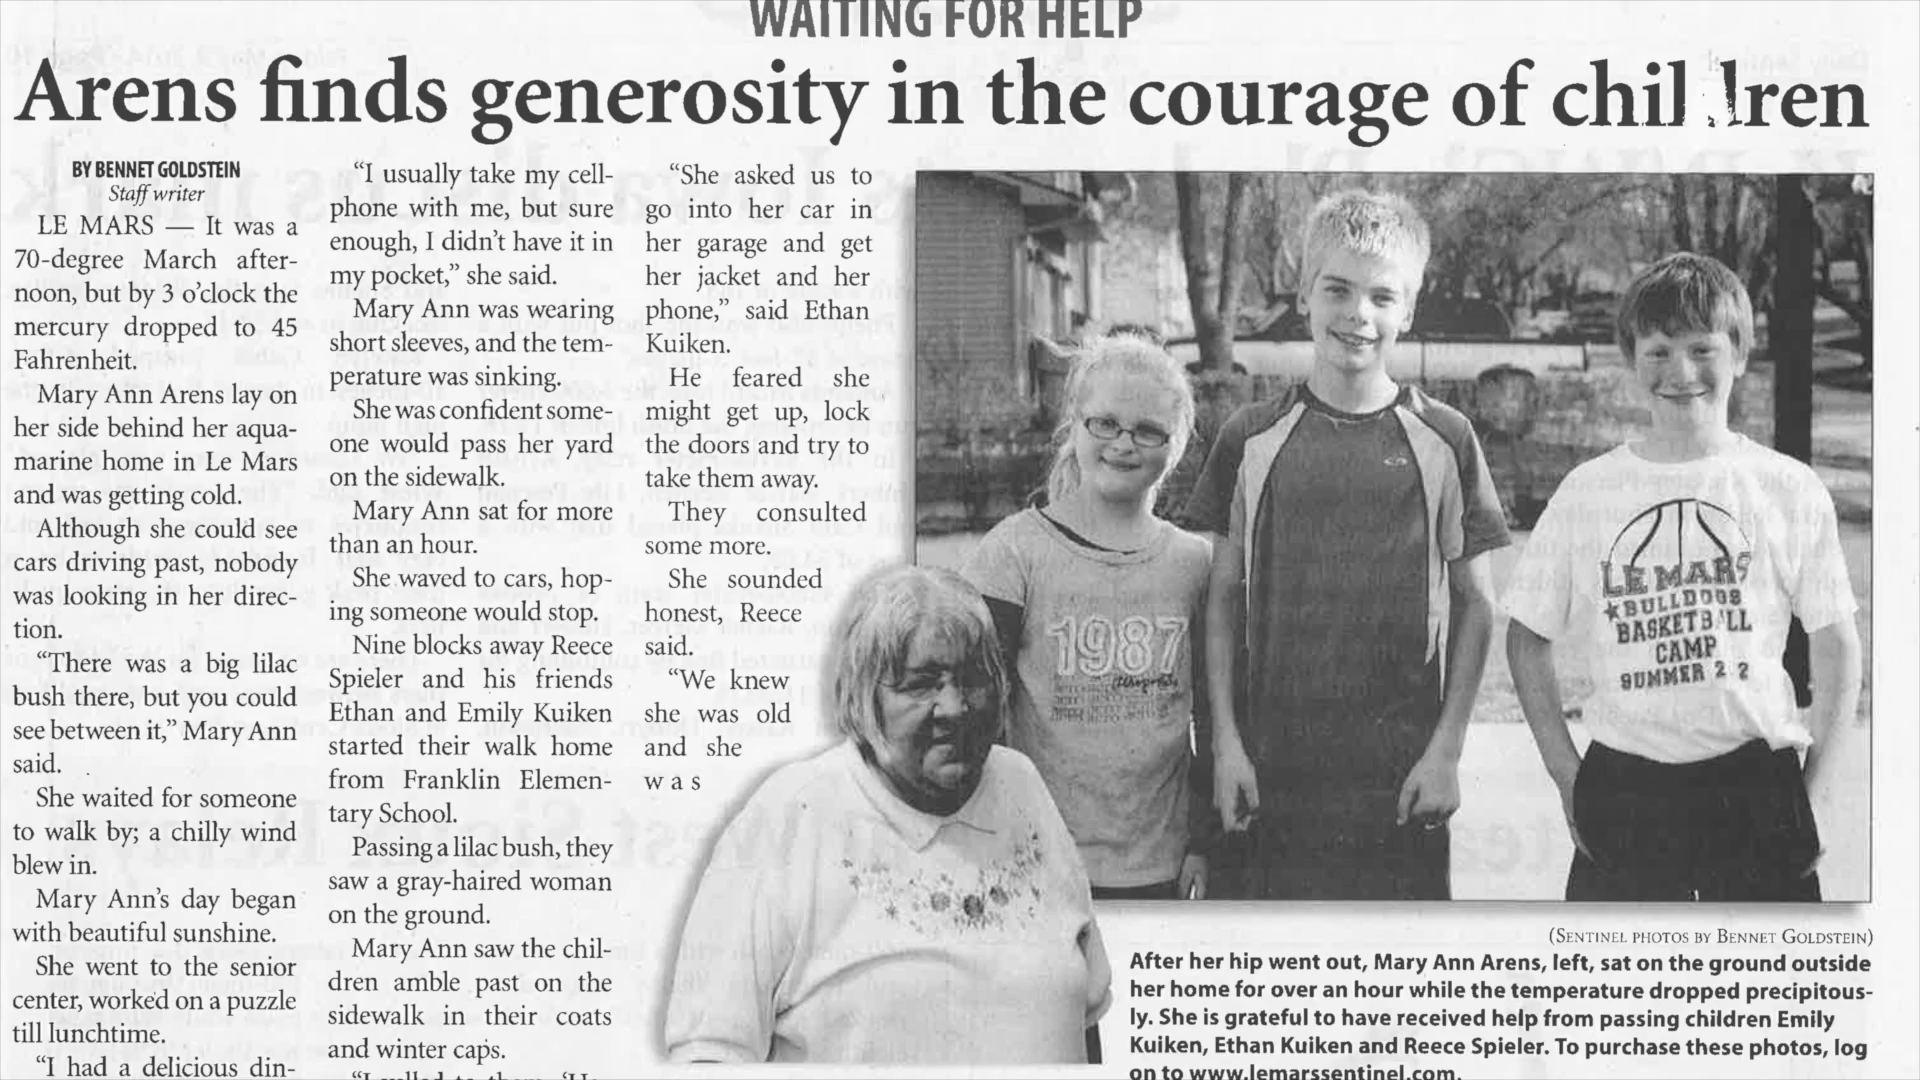 WAITING FOR HELP
Arens finds generosity in the courage of children
BY BENNET GOLDSTEIN
Staff writer
LE MARS — It was a
70-degree March after-
noon, but by 3 o'clock the
mercury dropped to 45
Fahrenheit.
Mary Ann Arens lay on
her side behind her aqua-
marine home in Le Mars
and was getting cold.
Although she could see
cars driving past, nobody
was looking in her direc-
tion.
“There was a big lilac
bush there, but you could
see between it,” Mary Ann
said.
She waited for someone
to walk by; a chilly wind
blew in.
Mary Ann's day began
with beautiful sunshine.
She went to the senior
center, worked on a puzzle
till lunchtime.
“I had a delicious din-
“I usually take my cell-
phone with me, but sure
enough, I didn't have it in
my pocket,” she said.
Mary Ann was wearing
short sleeves, and the tem-
perature was sinking.
She was confident some-
one would pass her yard
on the sidewalk.
Mary Ann sat for more
than an hour.
She waved to cars, hop-
ing someone would stop.
Nine blocks away Reece
Spieler and his friends
Ethan and Emily Kuiken
started their walk home
from Franklin Elemen-
tary School.
Passing a lilac bush, they
saw a gray-haired woman
on the ground.
Mary Ann saw the chil-
dren amble past on the
sidewalk in their coats
and winter caps.
“She asked us to
go into her car in
her garage and get
her jacket and her
phone,” said Ethan
Kuiken.
He feared she
might get up, lock
the doors and try to
take them away.
They consulted
some more.
She sounded
honest, Reece
said.
“We knew
she was old
and she
was
1987
LE MARS
BULLDOGS
BASKETBALL
CAMP
SUMMER
(SENTINEL PHOTOS BY BENNET GOLDSTEIN)
After her hip went out, Mary Ann Arens, left, sat on the ground outside
her home for over an hour while the temperature dropped precipitous-
ly. She is grateful to have received help from passing children Emily
Kuiken, Ethan Kuiken and Reece Spieler. To purchase these photos, log
on to www.lemarssentinel.com.